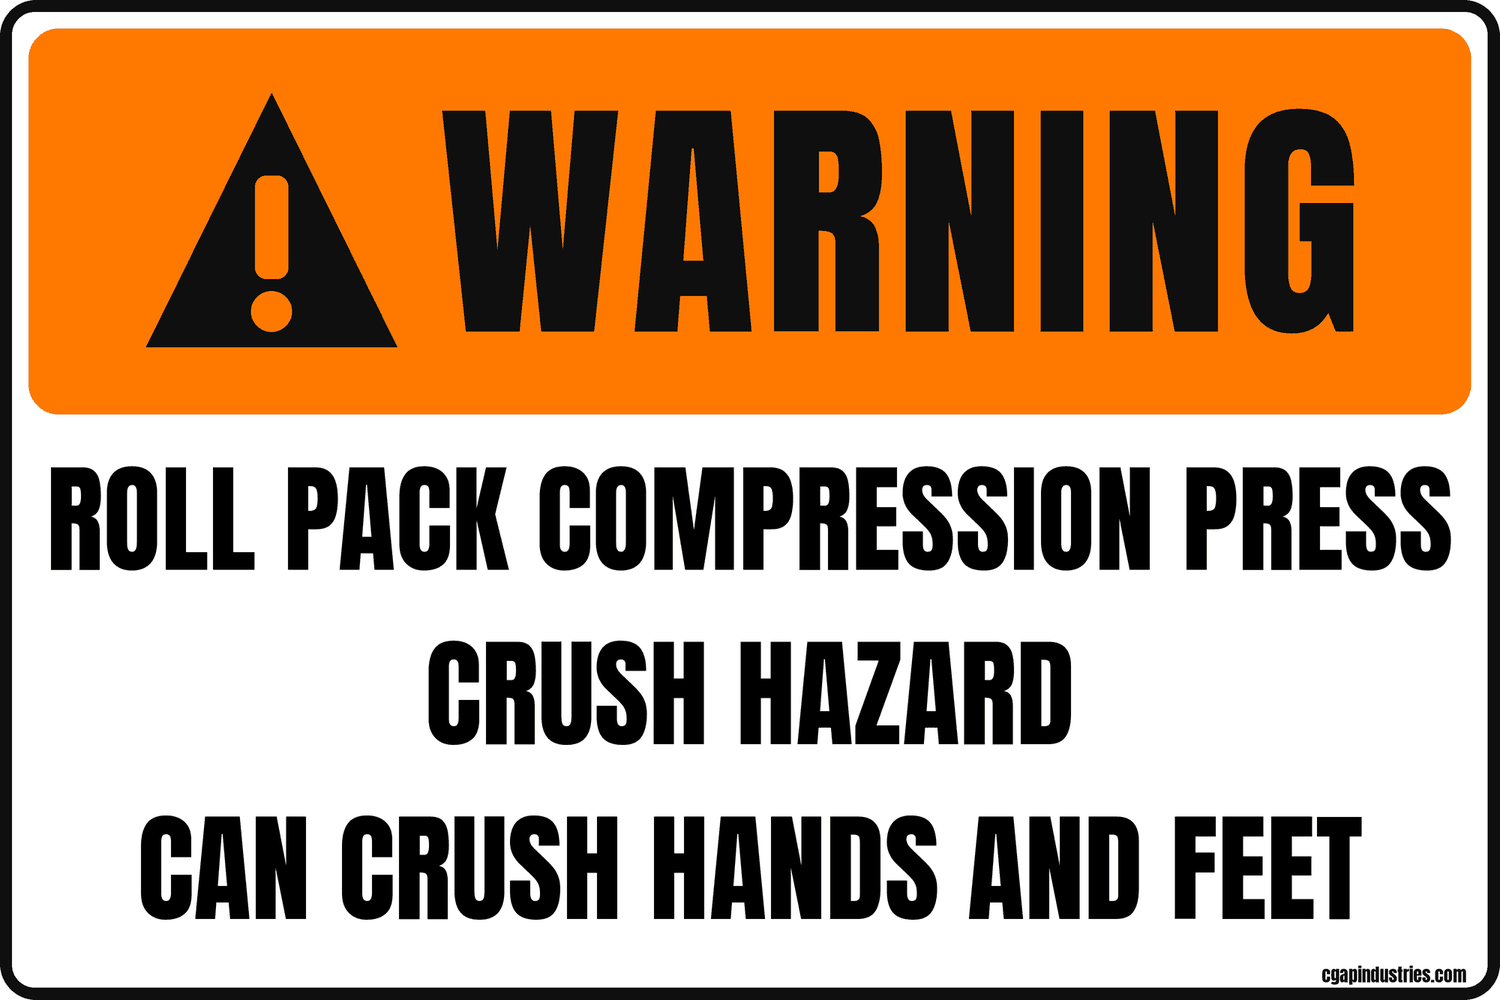 WARNING
ROLL PACK COMPRESSION PRESS
CRUSH HAZARD
CAN CRUSH HANDS AND FEET
cgapindustries.com